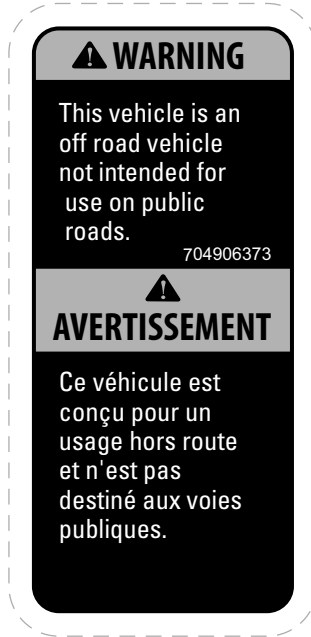 WARNING
This vehicle is an
off road vehicle
not intended for
use on public
roads.
704906373
AVERTISSEMENT
Ce véhicule est
conçu pour un
usage hors route
et n'est pas
destiné aux voies
publiques.